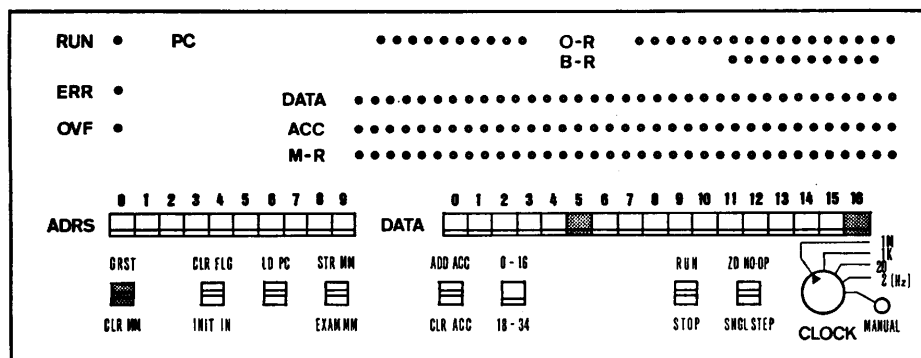 RUN PC O-R
B-R
ERR
DATA
OVF ACC
M-R
0 1 2 3 4 5 6 7 8 9 0 1 2 3 4 5 6 7 8 9 10 11 12 13 14 15 16
ADRS DATA
1M
1K
20
2 (Hz)
GRST CLR FLG LD PC STR MM ADD ACC 0-16 RUN ZD NO-OP
CLR MM INIT IN EXAM MM CLR ACC 18-34 STOP SNGL STEP
CLOCK MANUAL